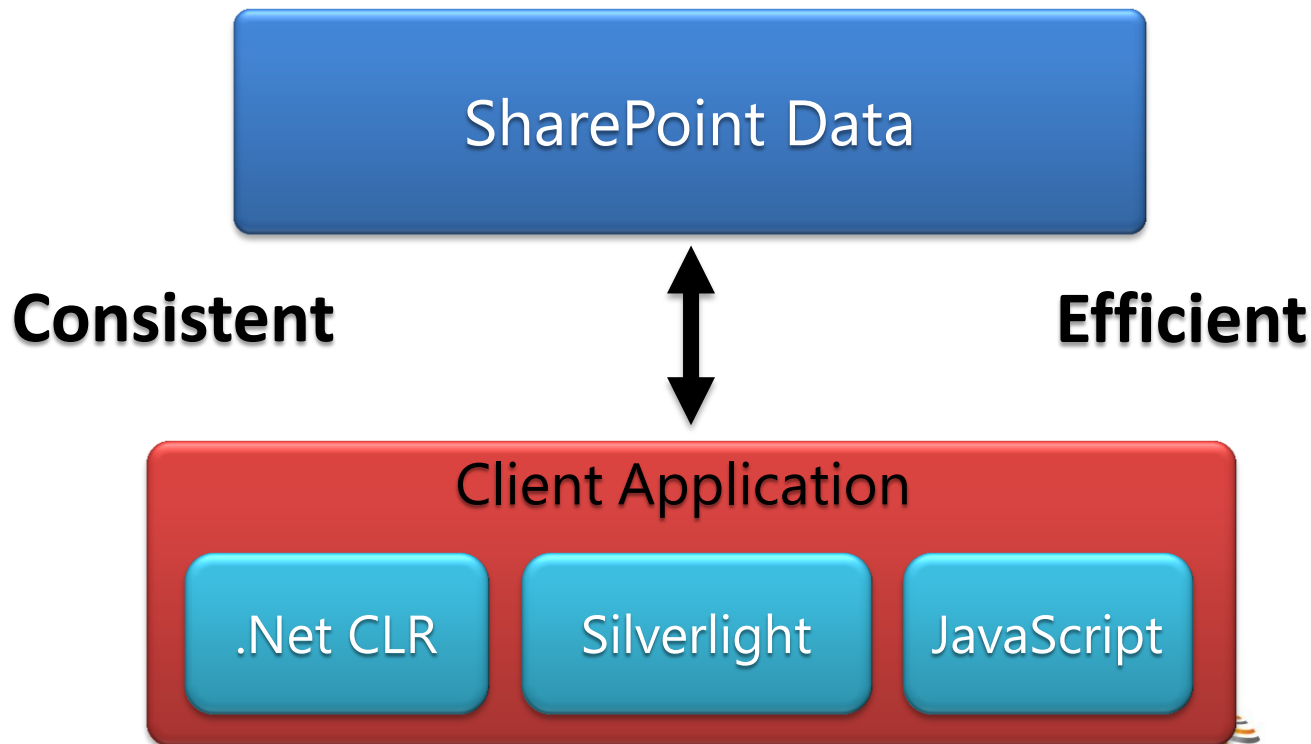 SharePoint Data
Consistent
Efficient
Client Application
.Net CLR
Silverlight
JavaScript